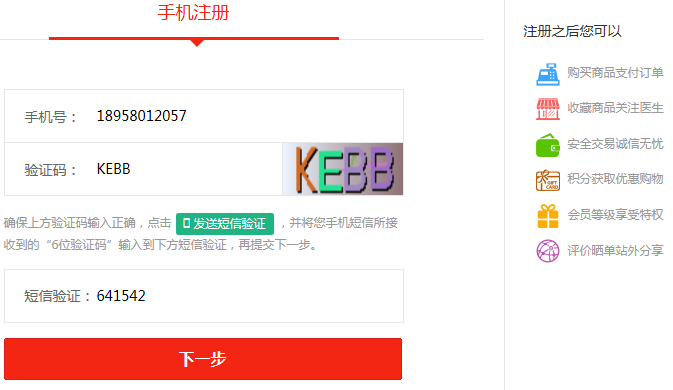 手机注册
手机号： 18958012057
验证码： KEBB KEBB
确保上方验证码输入正确，点击 发送短信验证 ，并将您手机短信所接
收到的“6位验证码”输入到下方短信验证，再提交下一步。
短信验证： 641542
下一步
注册之后您可以
购买商品支付订单
收藏商品关注医生
安全交易诚信无忧
GIFT CARD 积分获取优惠购物
会员等级享受特权
评价晒单站外分享